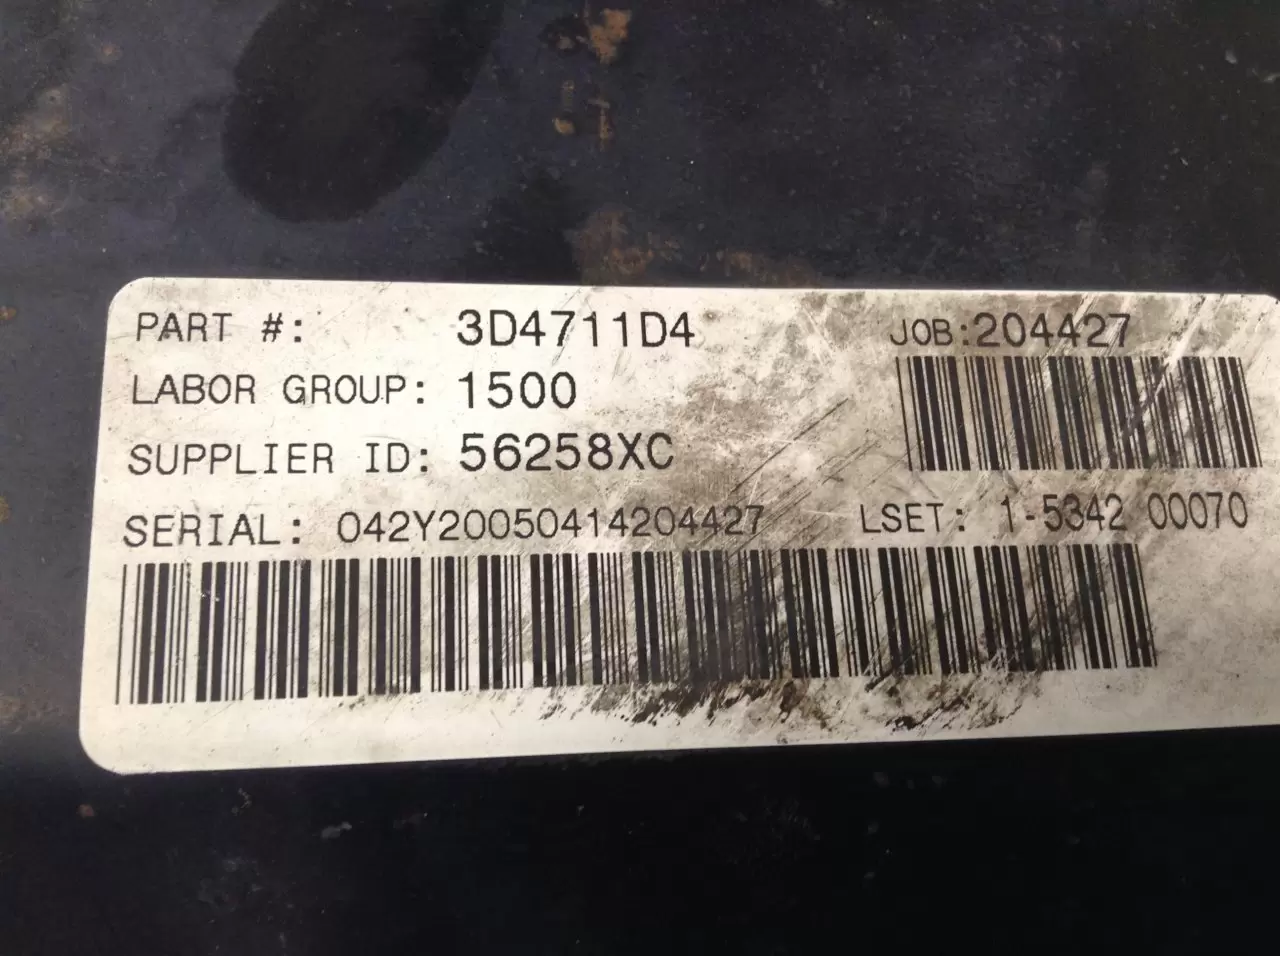 PART #: 3D4711D4 JOB:204427
LABOR GROUP: 1500
SUPPLIER ID: 56258XC
SERIAL: 042Y20050414204427 LSET: 1-5342 00070